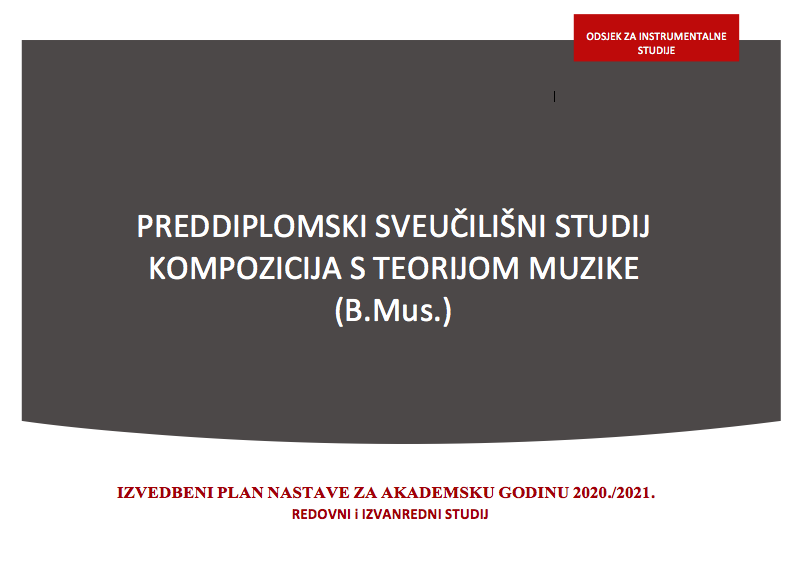 ODSJEK ZA INSTRUMENTALNE
STUDIJE
PREDDIPLOMSKI SVEUČILIŠNI STUDIJ
KOMPOZICIJA S TEORIJOM MUZIKE
(B.Mus.)
IZVEDBENI PLAN NASTAVE ZA AKADEMSKU GODINU 2020./2021.
REDOVNI i IZVANREDNI STUDIJ